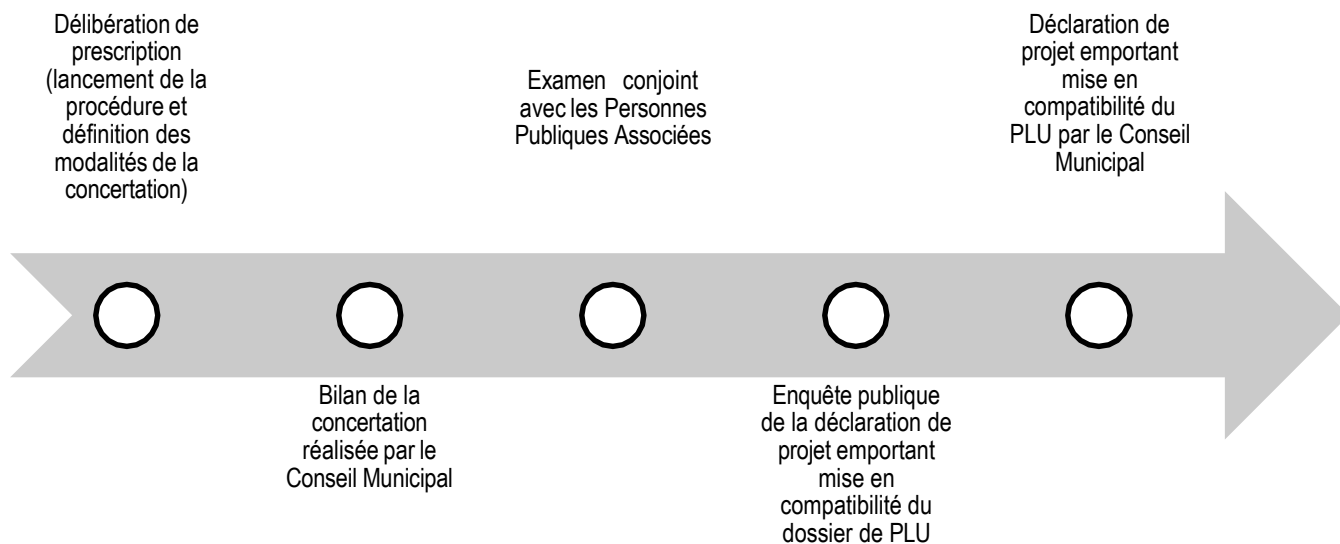 Délibération de
prescription
(lancement de la
procédure et
définition des
modalités de la
concertation)
Bilan de la
concertation
réalisée par le
Conseil Municipal
Examen conjoint
avec les Personnes
Publiques Associées
Enquête publique
de la déclaration de
projet emportant
mise en
compatibilité du
dossier de PLU
Déclaration de
projet emportant
mise en
compatibilité du
PLU par le Conseil
Municipal